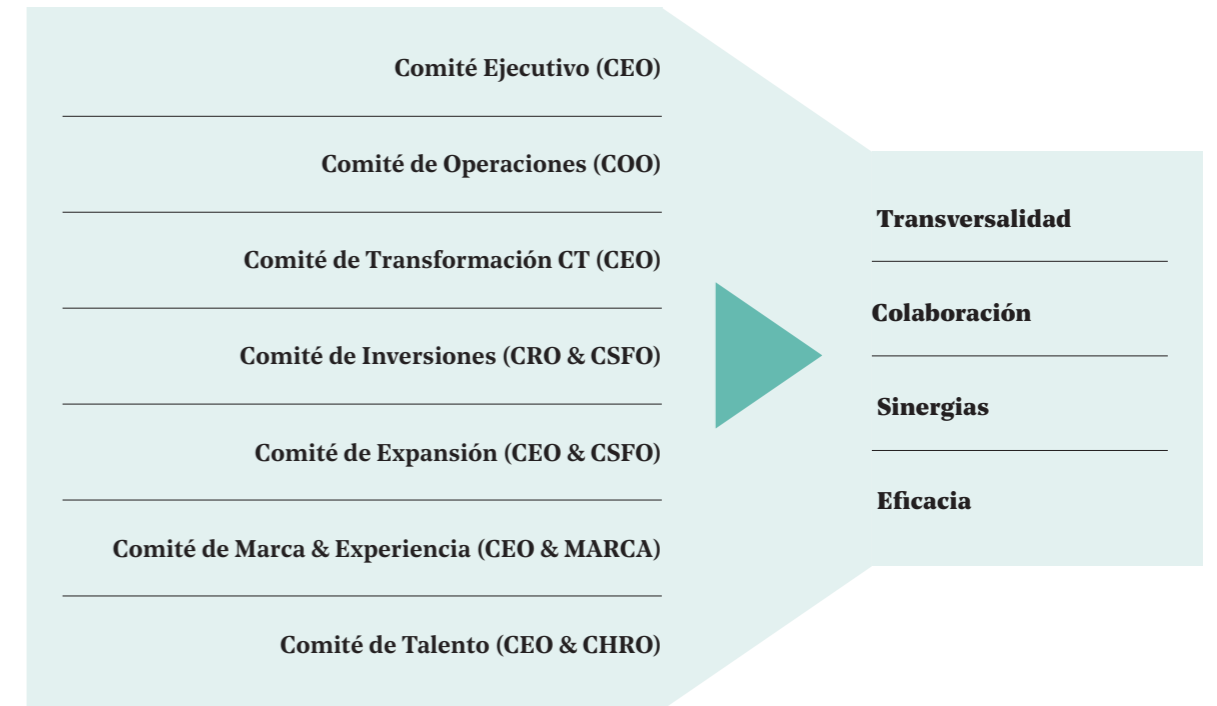 Comité Ejecutivo (CEO)
Comité de Operaciones (COO)
Comité de Transformación CT (CEO)
Comité de Inversiones (CRO & CSFO)
Comité de Expansión (CEO & CSFO)
Comité de Marca & Experiencia (CEO & MARCA)
Comité de Talento (CEO & CHRO)
Transversalidad
Colaboración
Sinergias
Eficacia